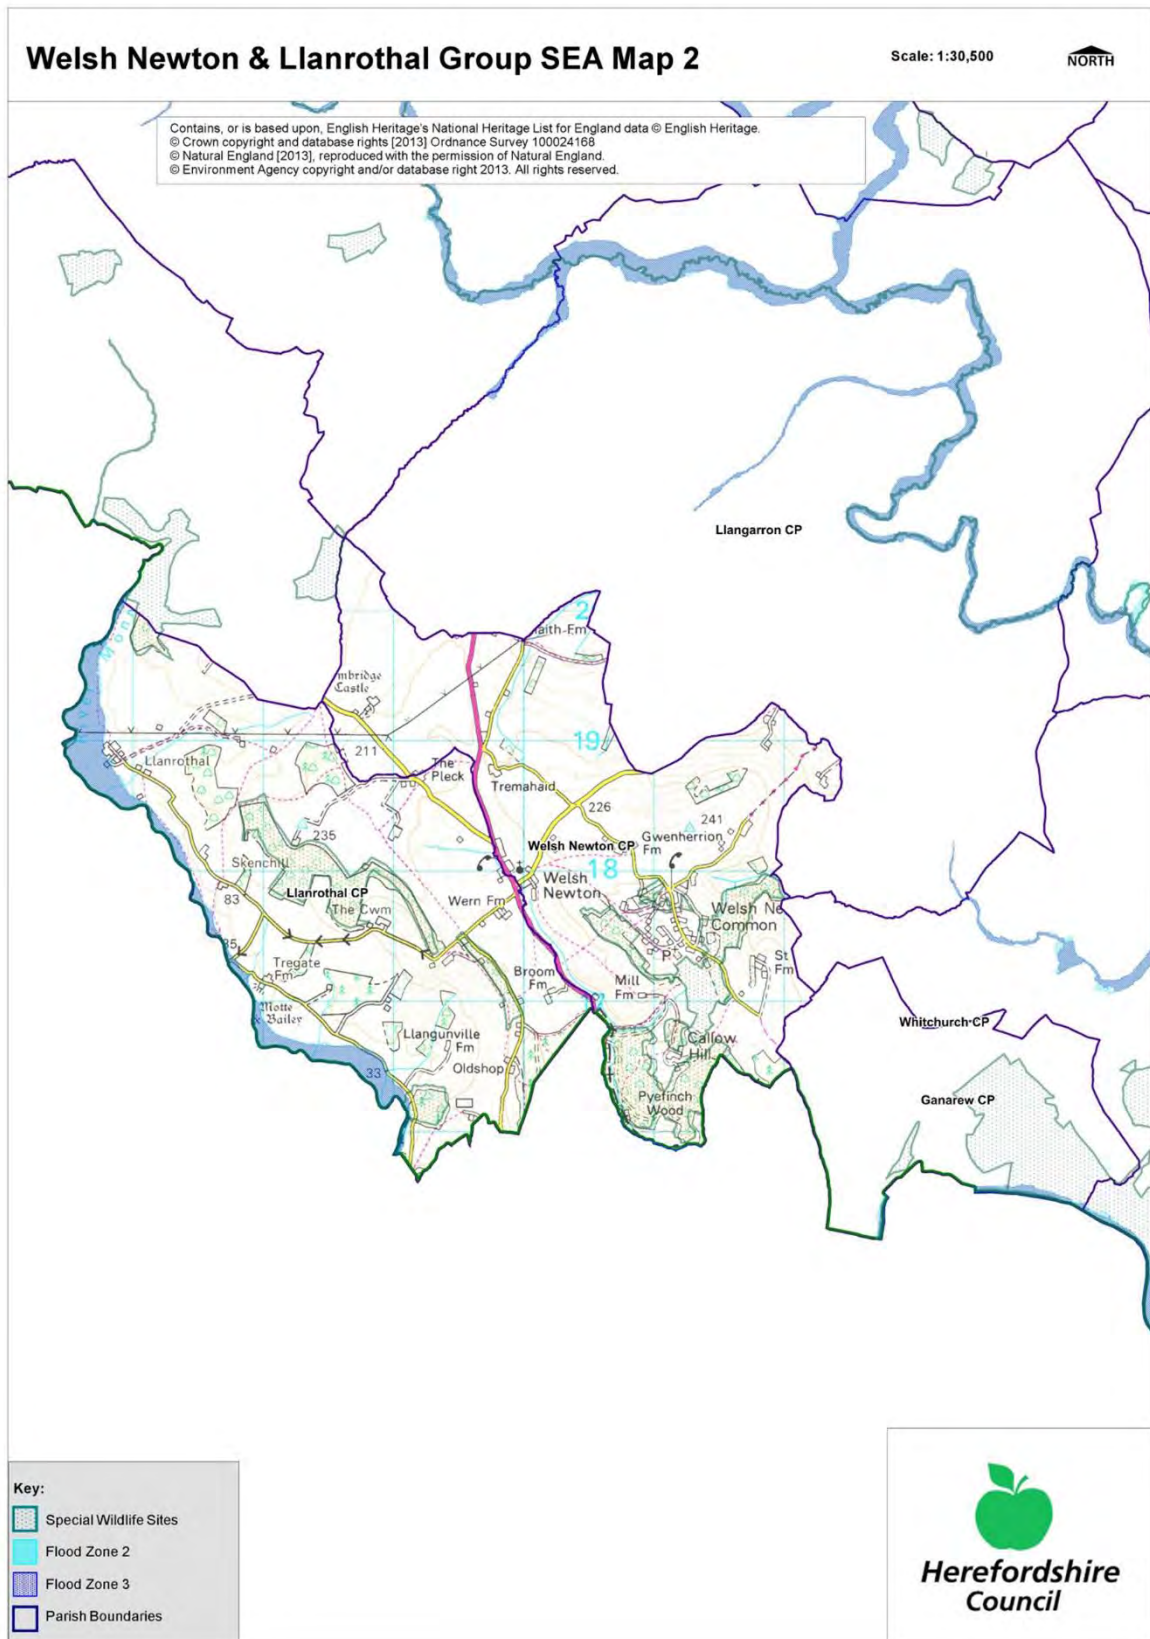 Welsh Newton & Llanrothal Group SEA Map 2
Scale: 1:30,500
NORTH
Contains, or is based upon, English Heritage's National Heritage List for England data © English Heritage.
© Crown copyright and database rights [2013] Ordnance Survey 100024168
© Natural England [2013], reproduced with the permission of Natural England.
© Environment Agency copyright and/or database right 2013. All rights reserved.
Llangarron CP
2
aith Fm
mbridge
Castle
19
211
The
Pleck
Llanrothal
Tremahaid
226
241
235
Welsh Newton CP
Gwenherrion
Fm
Skenchill
18
Welsh
Newton
Llanrothal CP
83
The Cwm
Wern Fm
Welsh Ne
Common
P
35
Tregate
Fm
Broom
Fm
Mill
Fm
St
Fm
Motte
Bailey
Whitchurch CP
Llangunville
Fm
Callow
Hill
Oldshop
33
Pyefinch
Wood
Ganarew CP
Key:
Special Wildlife Sites
Flood Zone 2
Flood Zone 3
Parish Boundaries
Herefordshire
Council